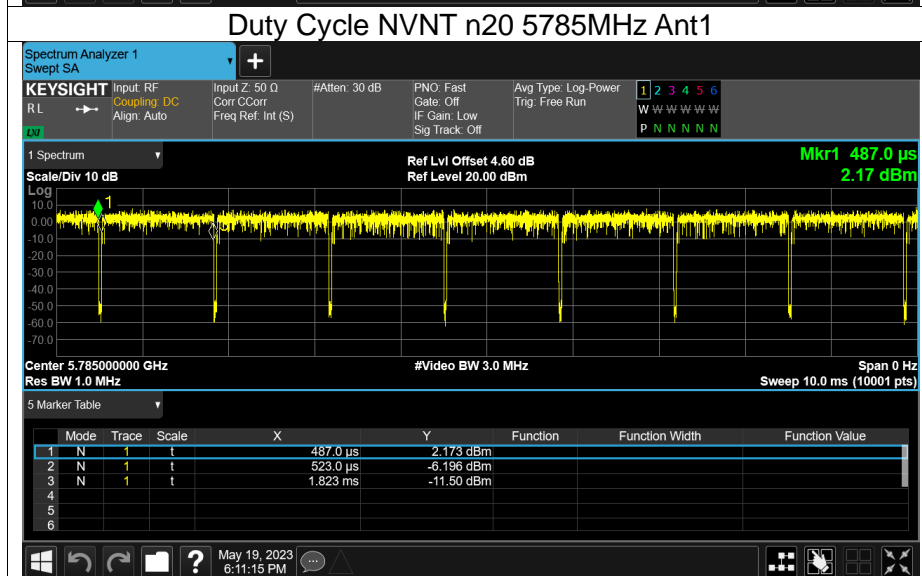 Duty Cycle NVNT n20 5785MHz Ant1
Spectrum Analyzer 1
Swept SA
+
KEYSIGHT Input: RF Input Z: 50 Ω #Atten: 30 dB PNO: Fast Avg Type: Log-Power 1 2 3 4 5 6
RL Coupling: DC Corr CCorr Gate: Off Trig: Free Run W W W W W W
Align: Auto Freq Ref: Int (S) IF Gain: Low
LXI Sig Track: Off P N N N N N
1 Spectrum Ref Lvl Offset 4.60 dB Mkr1 487.0 µs
Scale/Div 10 dB Ref Level 20.00 dBm 2.17 dBm
Log
10.0 1
0.00
-10.0
-20.0
-30.0
-40.0
-50.0
-60.0
-70.0
Center 5.785000000 GHz #Video BW 3.0 MHz Span 0 Hz
Res BW 1.0 MHz Sweep 10.0 ms (10001 pts)
5 Marker Table
Mode Trace Scale X Y Function Function Width Function Value
1 N 1 t 487.0 µs 2.173 dBm
2 N 1 t 523.0 µs -6.196 dBm
3 N 1 t 1.823 ms -11.50 dBm
4
5
6
? May 19, 2023
6:11:15 PM